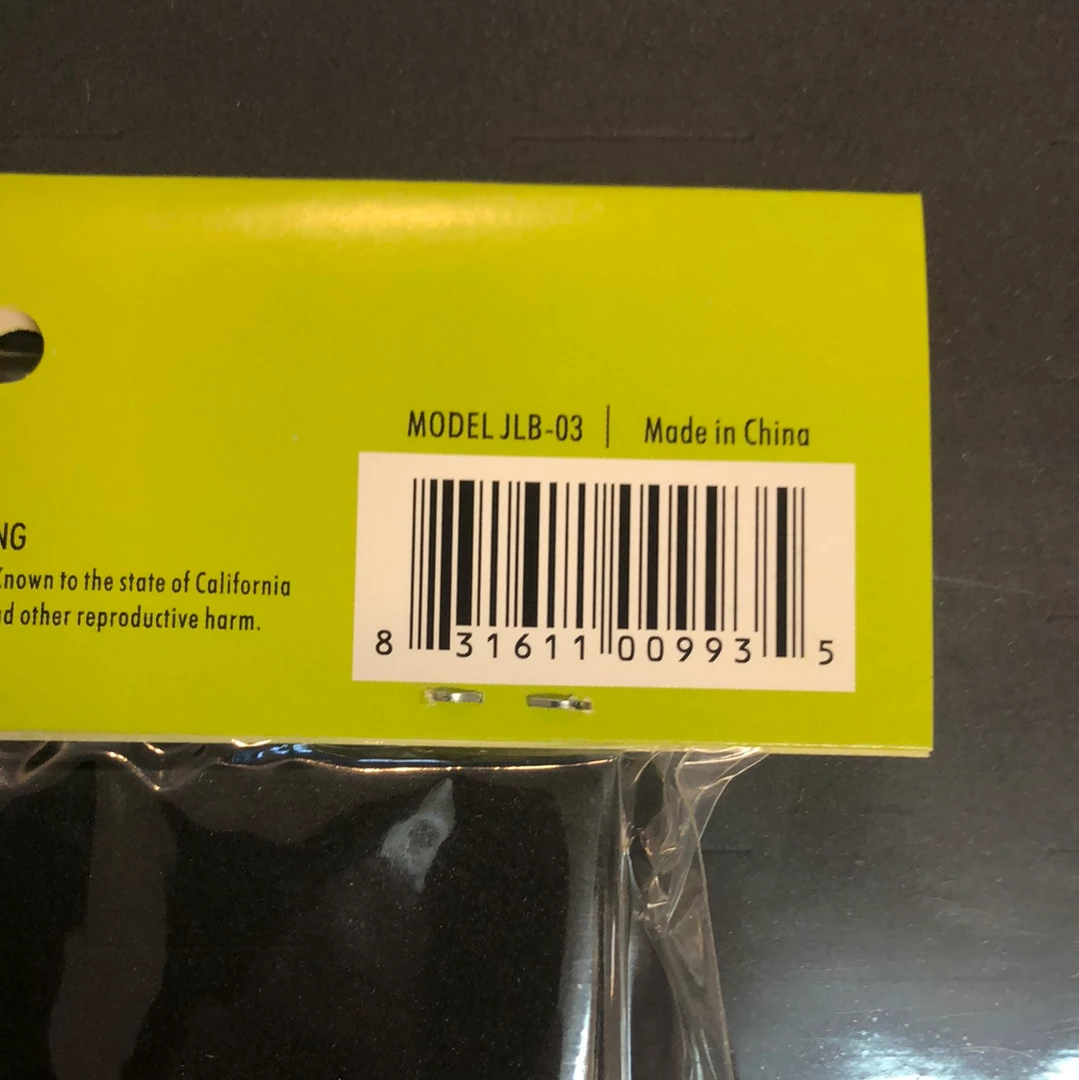 MODEL JLB-03 | Made in China
NG
Known to the state of California
other reproductive harm.
8 31611 00993 5